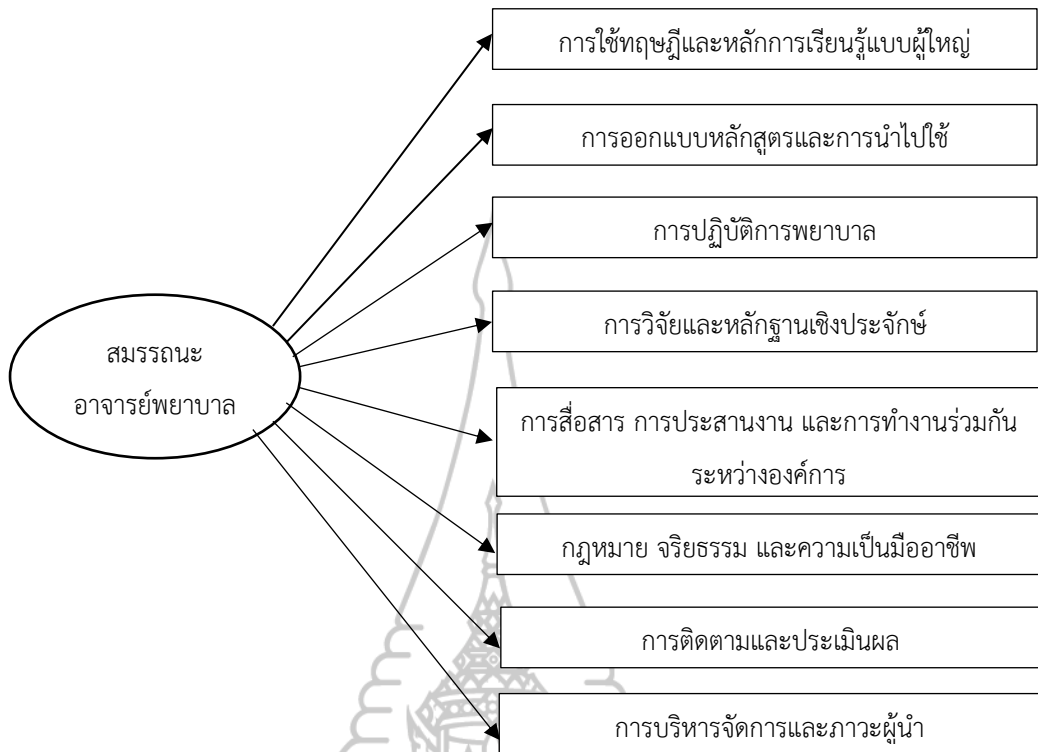 การใช้ทฤษฎีและหลักการเรียนรู้แบบผู้ใหญ่
การออกแบบหลักสูตรและการนำไปใช้
การปฏิบัติการพยาบาล
การวิจัยและหลักฐานเชิงประจักษ์
สมรรถนะ
อาจารย์พยาบาล
การสื่อสาร การประสานงาน และการทำงานร่วมกัน
ระหว่างองค์การ
กฎหมาย จริยธรรม และความเป็นมืออาชีพ
การติดตามและประเมินผล
การบริหารจัดการและภาวะผู้นำ